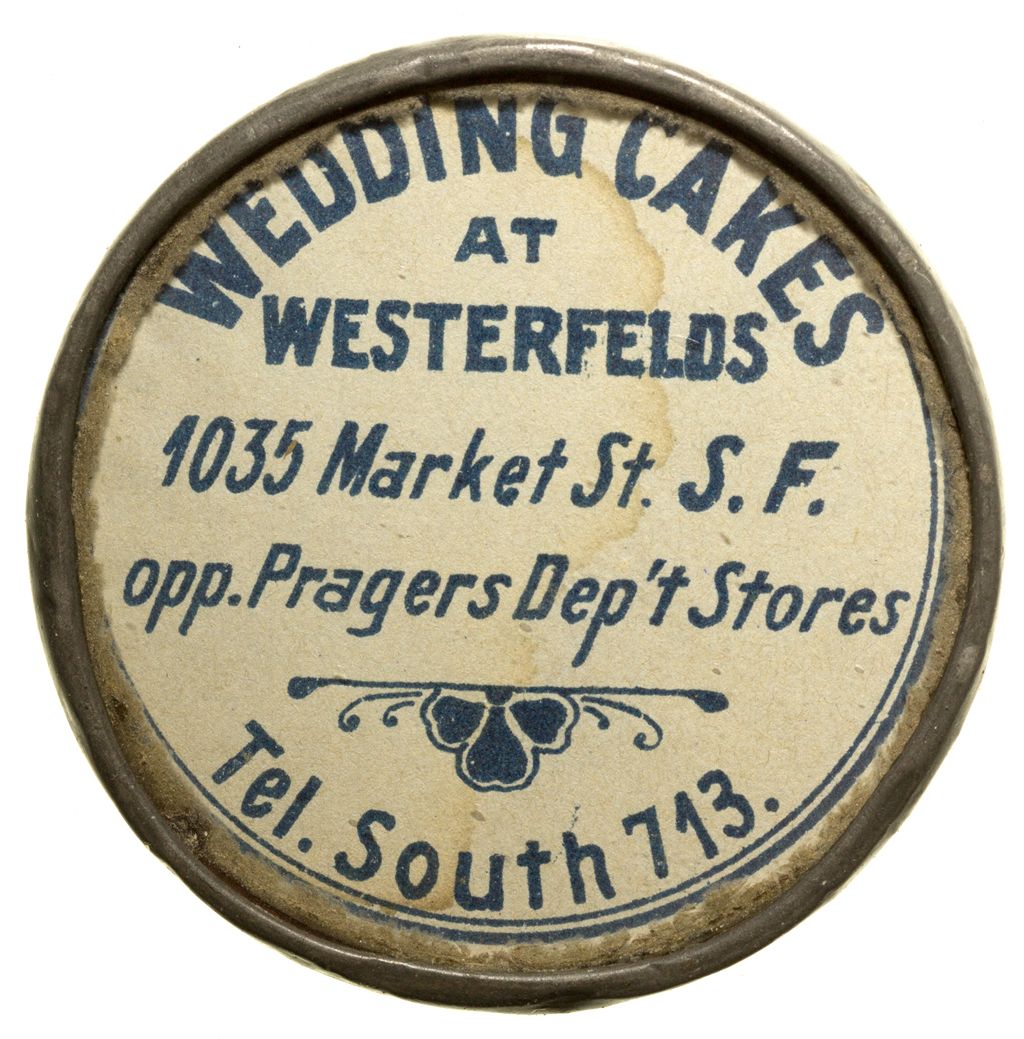 WEDDING CAKES
AT
WESTERFELDS
1035 Market St. S. F.
opp. Pragers Dep't Stores
Tel. South 713.